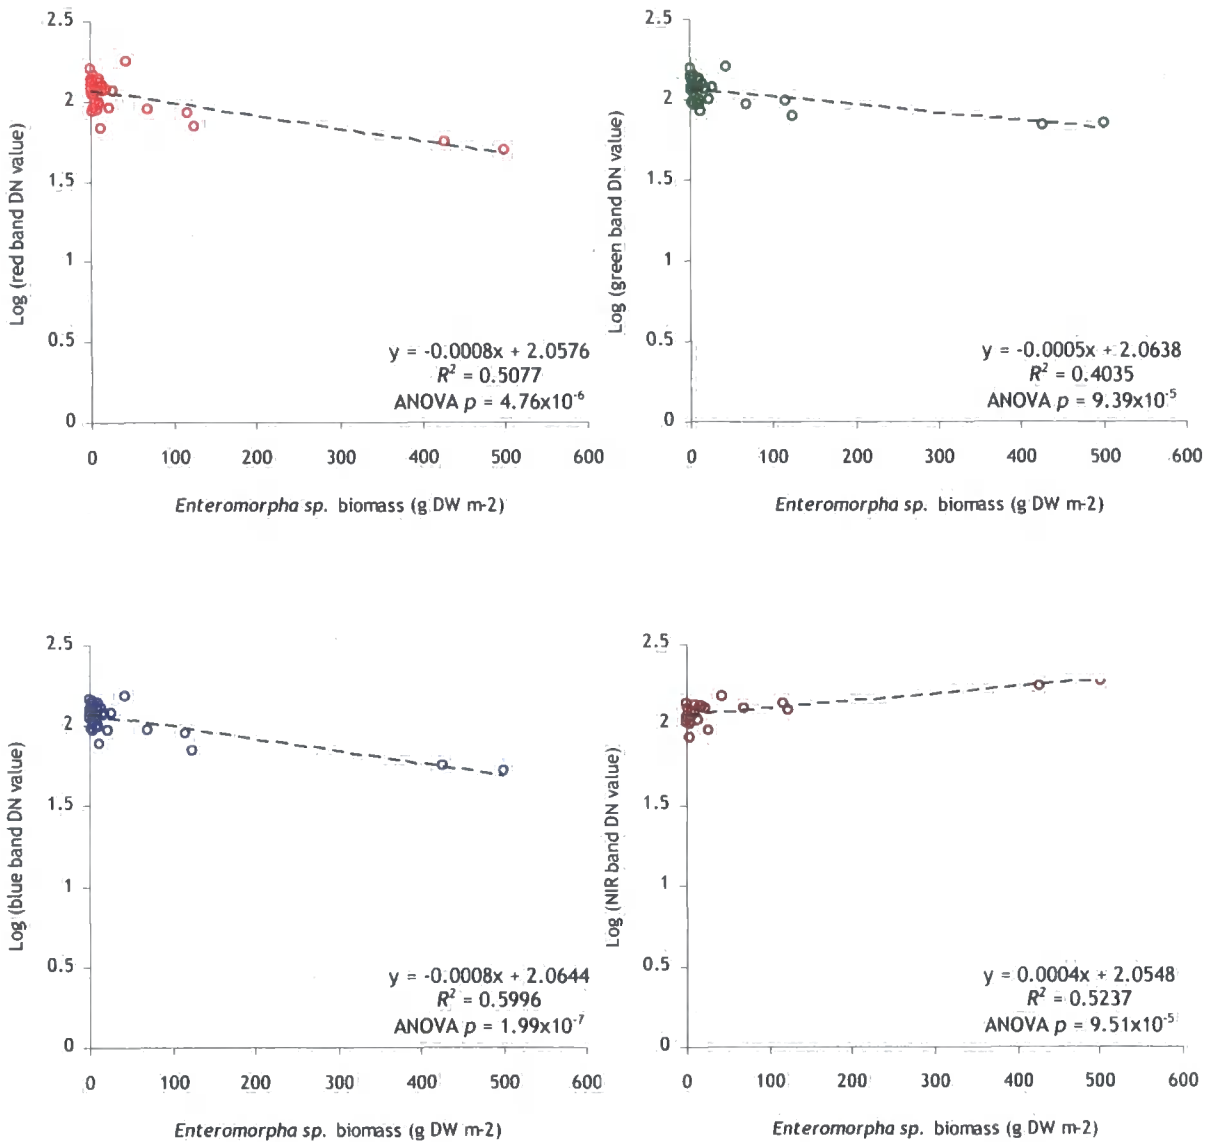 2.5
2
1.5
1
0.5
0
Log (red band DN value)
y = -0.0008x + 2.0576
R² = 0.5077
ANOVA p = 4.76x10⁻⁶
0 100 200 300 400 500 600
Enteromorpha sp. biomass (g DW m-2)
2.5
2
1.5
1
0.5
0
Log (green band DN value)
y = -0.0005x + 2.0638
R² = 0.4035
ANOVA p = 9.39x10⁻⁵
0 100 200 300 400 500 600
Enteromorpha sp. biomass (g DW m-2)
2.5
2
1.5
1
0.5
0
Log (blue band DN value)
y = -0.0008x + 2.0644
R² = 0.5996
ANOVA p = 1.99x10⁻⁷
0 100 200 300 400 500 600
Enteromorpha sp. biomass (g DW m-2)
2.5
2
1.5
1
0.5
0
Log (NIR band DN value)
y = 0.0004x + 2.0548
R² = 0.5237
ANOVA p = 9.51x10⁻⁵
0 100 200 300 400 500 600
Enteromorpha sp. biomass (g DW m-2)